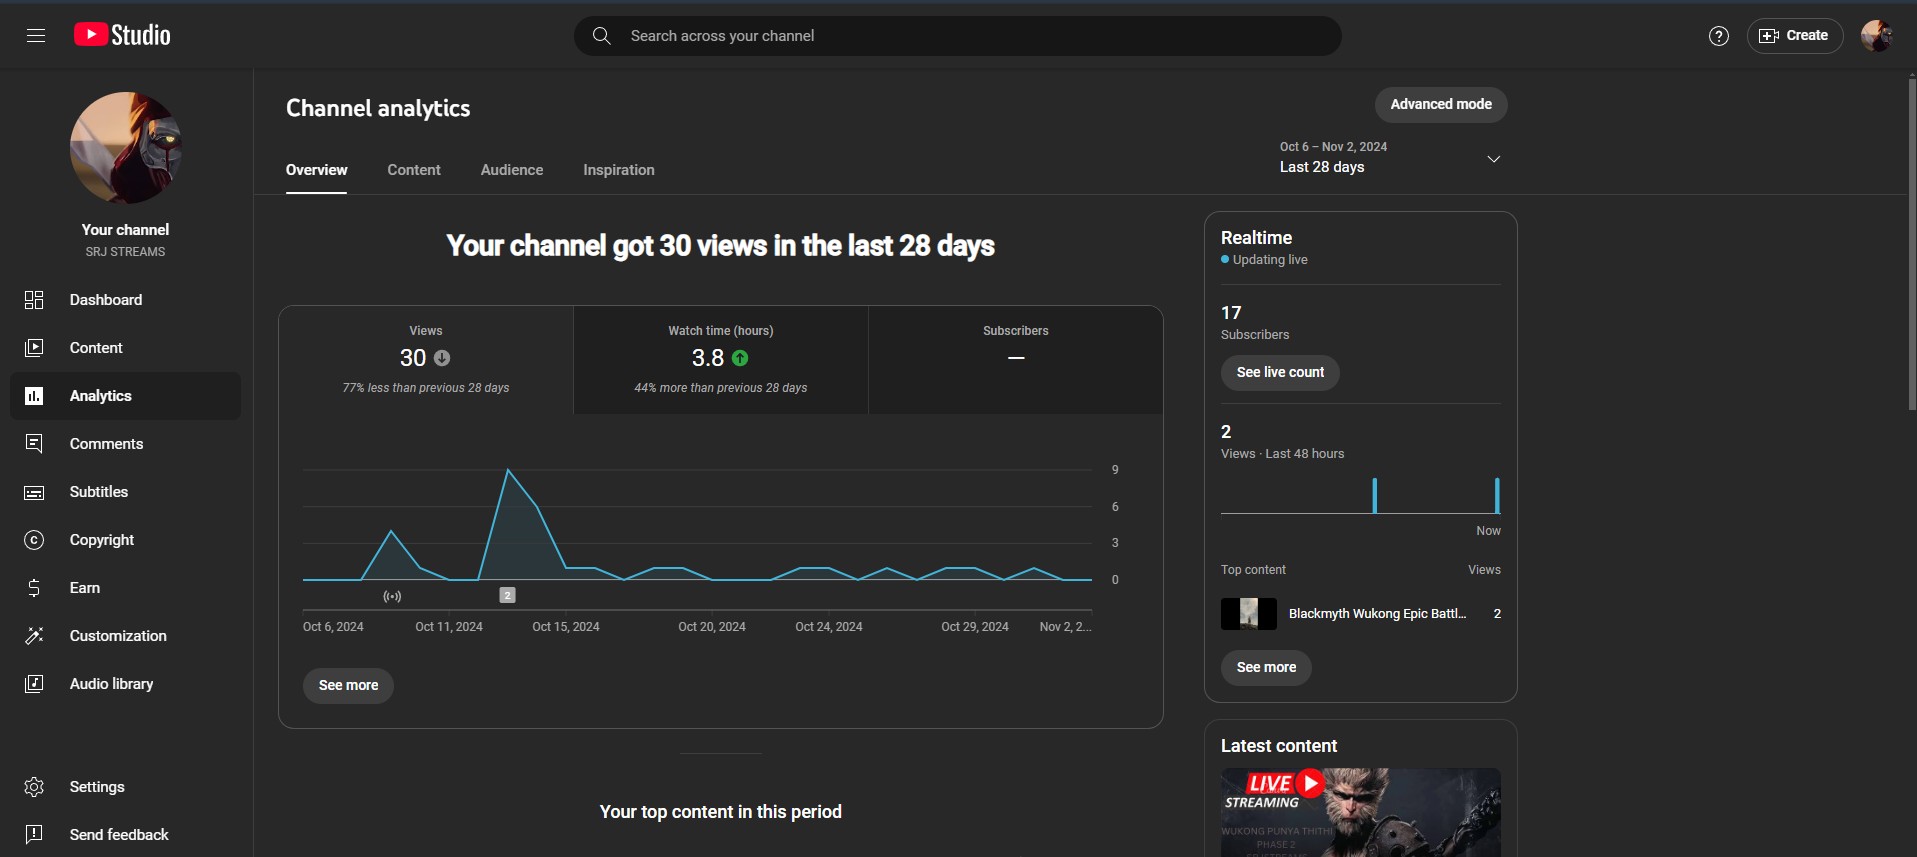 Studio
Search across your channel
?
Create
Your channel
SRJ STREAMS
Dashboard
Content
Analytics
Comments
Subtitles
Copyright
Earn
Customization
Audio library
Settings
Send feedback
Channel analytics
Advanced mode
Overview
Content
Audience
Inspiration
Oct 6 – Nov 2, 2024
Last 28 days
Your channel got 30 views in the last 28 days
Views
30
77% less than previous 28 days
Watch time (hours)
3.8
44% more than previous 28 days
Subscribers
—
9
6
3
0
2
Oct 6, 2024
Oct 11, 2024
Oct 15, 2024
Oct 20, 2024
Oct 24, 2024
Oct 29, 2024
Nov 2, 2...
See more
Your top content in this period
Realtime
Updating live
17
Subscribers
See live count
2
Views · Last 48 hours
Now
Top content
Views
Blackmyth Wukong Epic Battl...
2
See more
Latest content
LIVE
STREAMING
WUKONG PUNYA THITHI
PHASE 2